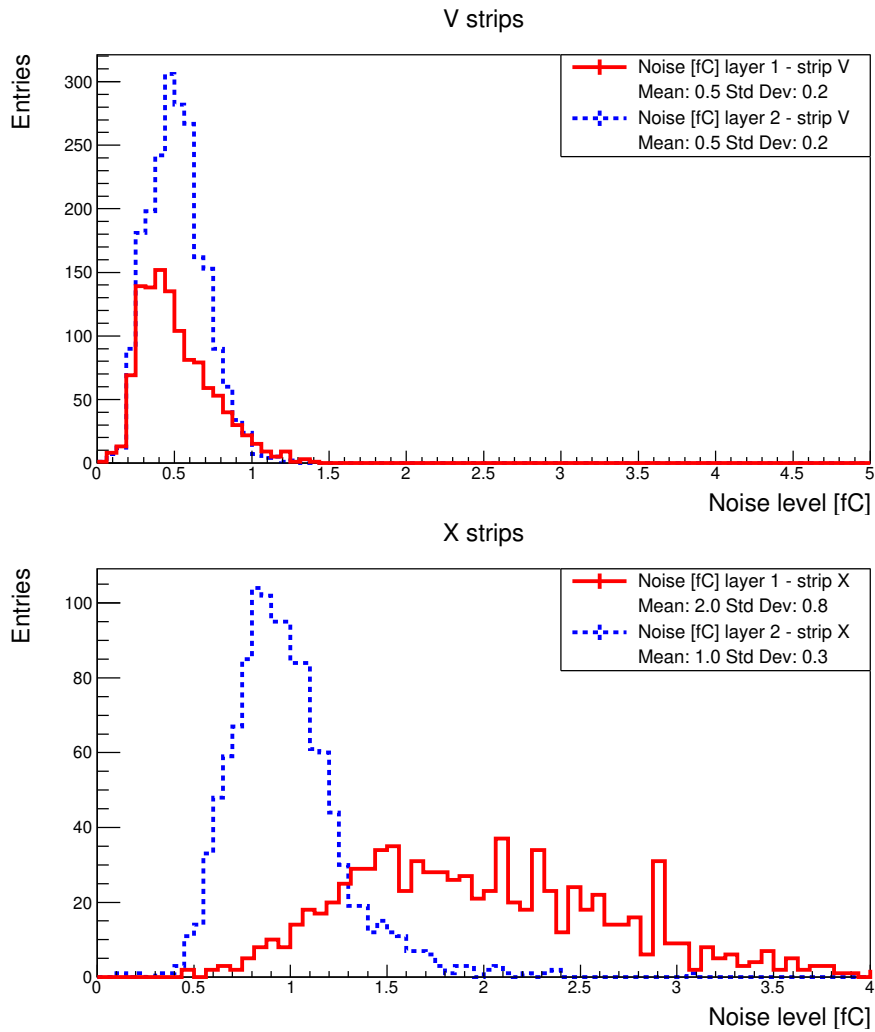 V strips
Entries
300
250
200
150
100
50
0
0 0.5 1 1.5 2 2.5 3 3.5 4 4.5 5
Noise level [fC]
Noise [fC] layer 1 - strip V
Mean: 0.5 Std Dev: 0.2
Noise [fC] layer 2 - strip V
Mean: 0.5 Std Dev: 0.2
X strips
Entries
100
80
60
40
20
0
0 0.5 1 1.5 2 2.5 3 3.5 4
Noise level [fC]
Noise [fC] layer 1 - strip X
Mean: 2.0 Std Dev: 0.8
Noise [fC] layer 2 - strip X
Mean: 1.0 Std Dev: 0.3